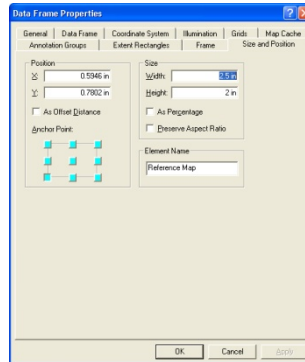 Data Frame Properties
General Data Frame Coordinate System Illumination Grids Map Cache
Annotation Groups Extent Rectangles Frame Size and Position
Position
X: 0.5946 in
Y: 0.7802 in
As Offset Distance
Anchor Point:
Size
Width: 2.5 in
Height: 2 in
As Percentage
Preserve Aspect Ratio
Element Name
Reference Map
OK Cancel Apply